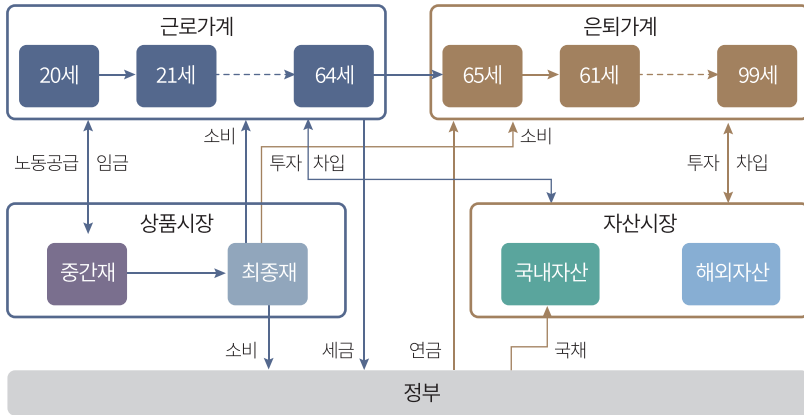 근로가계
은퇴가계
20세
21세
64세
65세
61세
99세
소비
소비
노동공급
임금
투자
차입
투자
차입
상품시장
자산시장
중간재
최종재
국내자산
해외자산
소비
세금
연금
국채
정부